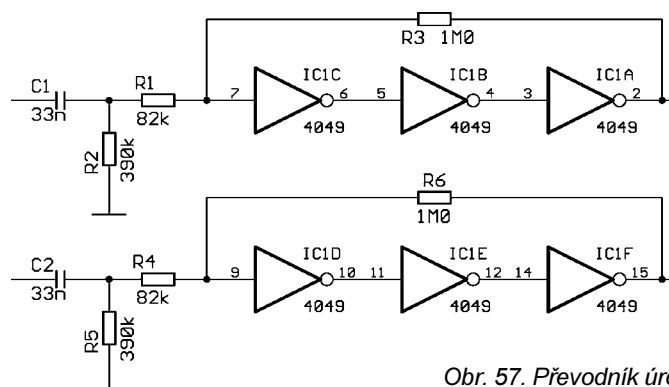 R3 1M0
C1 R1 IC1C IC1B IC1A
7 6 5 4 3 2
33n 82k 4049 4049 4049
R2 390k
R6
1M0
C2 R4 IC1D IC1E IC1F
9 10 11 12 14 15
33n 82k 4049 4049 4049
R5 390k
Obr. 57. Převodník úro